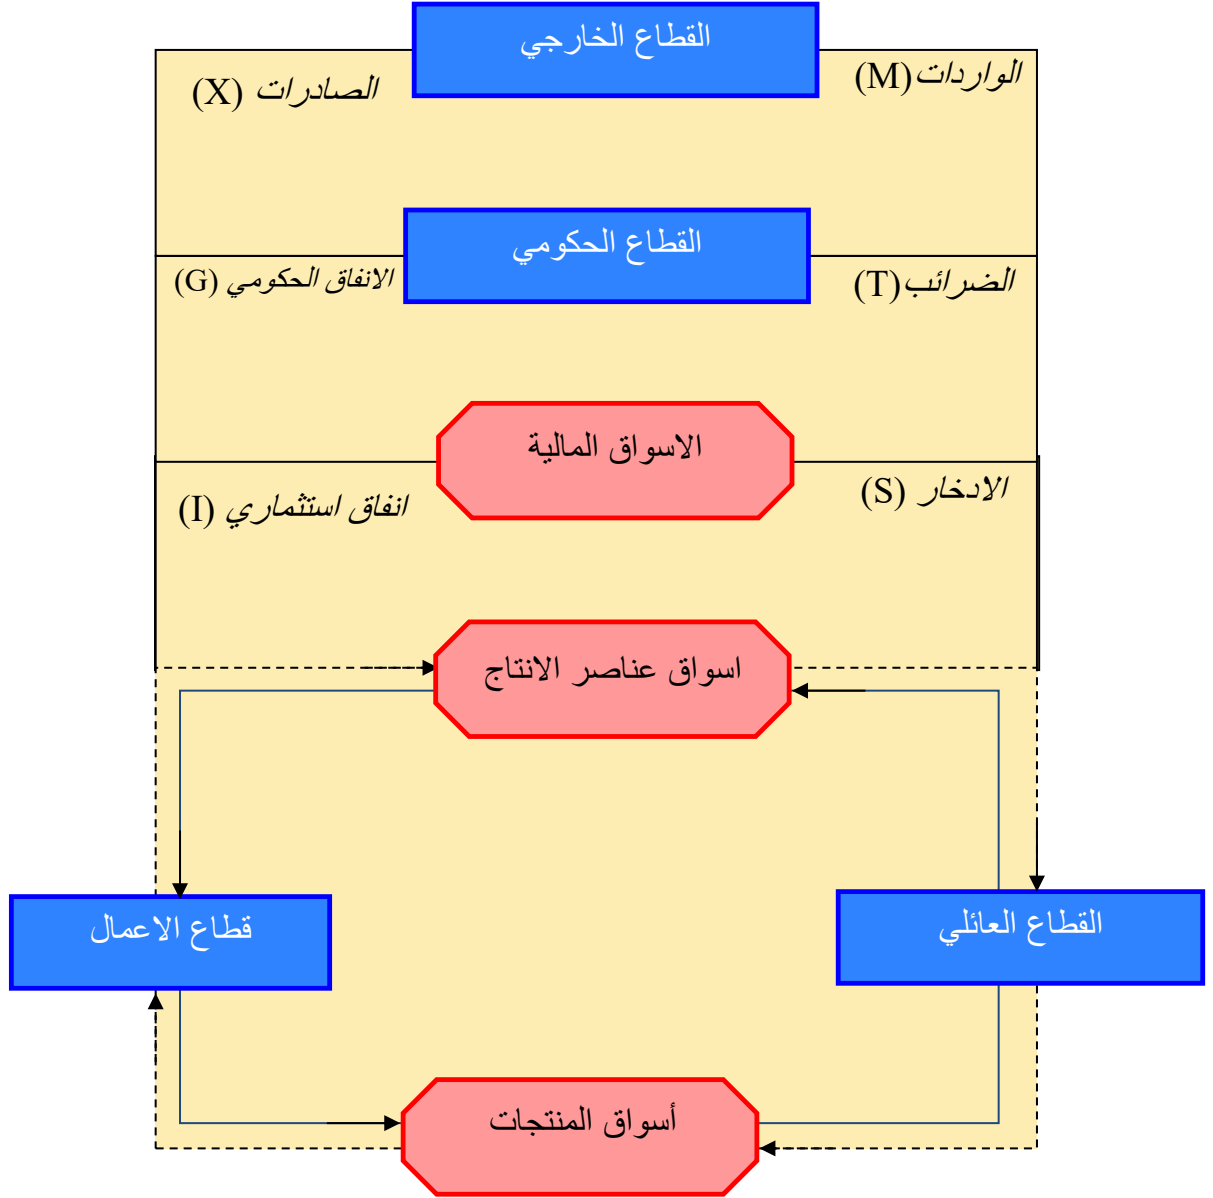 القطاع الخارجي
الواردات(M)
الصادرات (X)
القطاع الحكومي
الضرائب(T)
الانفاق الحكومي (G)
الاسواق المالية
الادخار (S)
انفاق استثماري (I)
اسواق عناصر الانتاج
القطاع العائلي
قطاع الاعمال
أسواق المنتجات